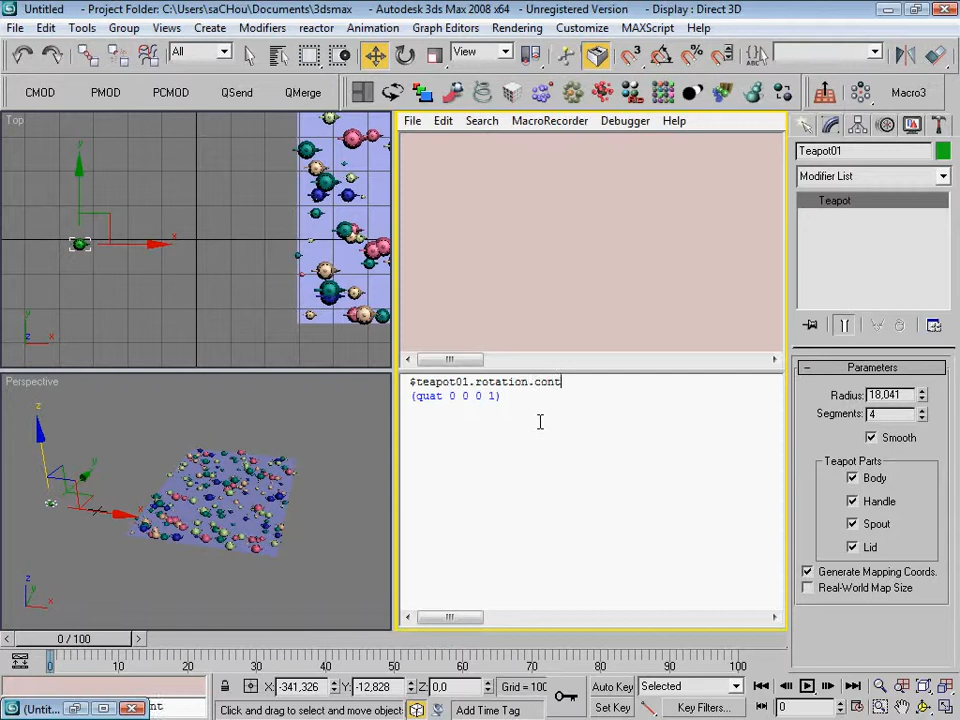 Untitled - Project Folder: C:\Users\saCHou\Documents\3dsmax - Autodesk 3ds Max 2008 x64 - Unregistered Version - Display : Direct 3D
File Edit Tools Group Views Create Modifiers reactor Animation Graph Editors Rendering Customize MAXScript Help
All View
CMOD PMOD PCMOD QSend QMerge Macro3
Top
File Edit Search MacroRecorder Debugger Help
Teapot01
Modifier List
Teapot
y
x
z
x
Perspective
$teapot01.rotation.cont
(quat 0 0 0 1)
Parameters
Radius: 18,041
Segments: 4
Smooth
Teapot Parts
Body
Handle
Spout
Lid
Generate Mapping Coords.
Real-World Map Size
z
y
x
z
y
x
0 / 100
0 10 20 30 40 50 60 70 80 90 100
X: -341,326 Y: -12,828 Z: 0,0 Grid = 100 Auto Key Selected
(Untit... nt Click and drag to select and move objec Add Time Tag Set Key Key Filters... 0